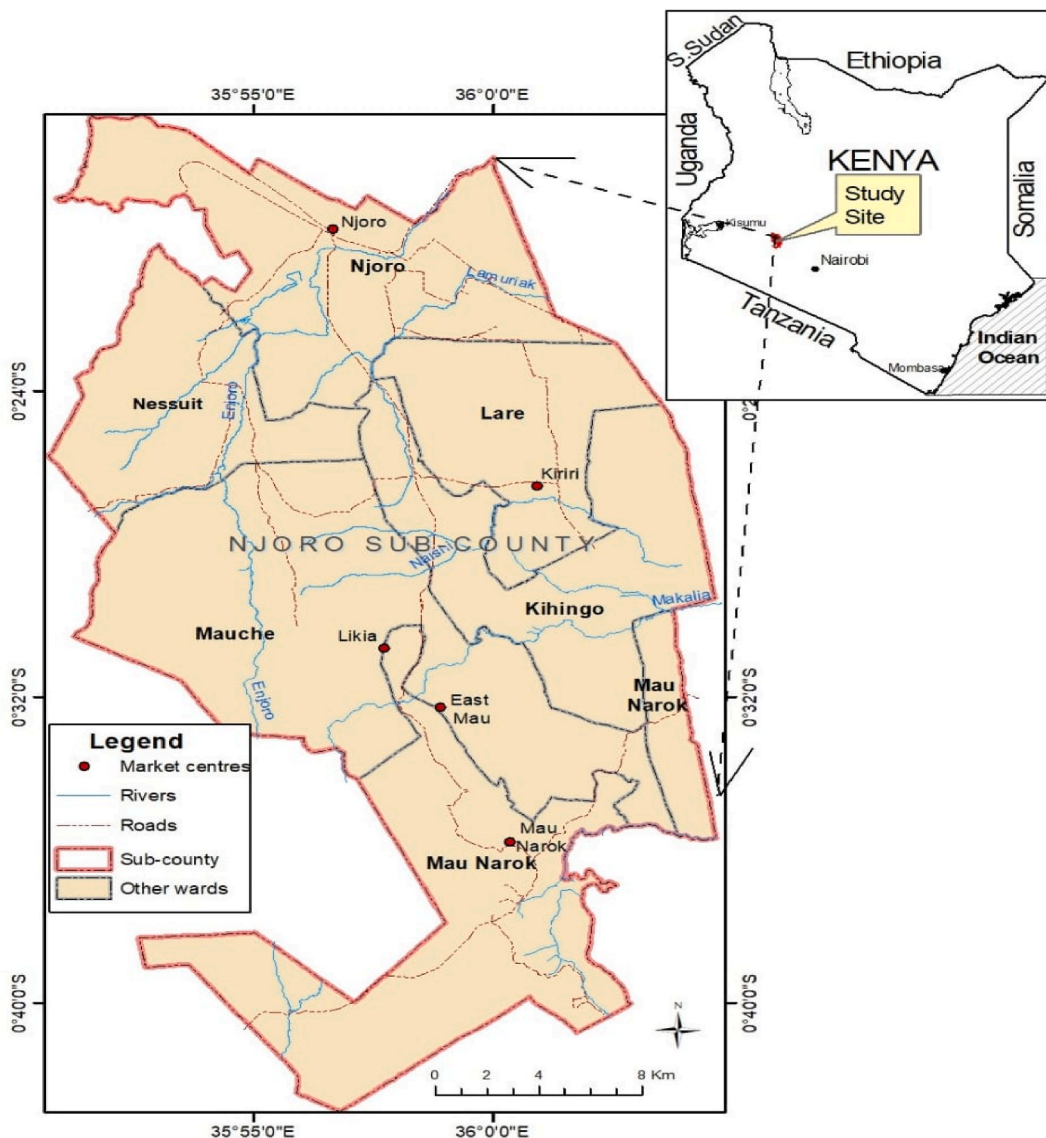 S.Sudan
Ethiopia
Uganda
KENYA
Somalia
Study
Site
Kisumu
Nairobi
Tanzania
Indian
Ocean
Mombasa
35°55'0"E
36°0'0"E
Njoro
Njoro
Lamuriak
0°24'0"S
Nessuit
Enjoro
Lare
Kiriri
NJORO SUB-COUNTY
Naishi
Makalia
Kihingo
Mauche
Likia
Enjoro
East
Mau
Mau
Narok
0°32'0"S
0°32'0"S
Legend
Market centres
Rivers
Roads
Sub-county
Other wards
Mau
Narok
Mau Narok
0°40'0"S
0°40'0"S
N
0 2 4 8 Km
35°55'0"E
36°0'0"E